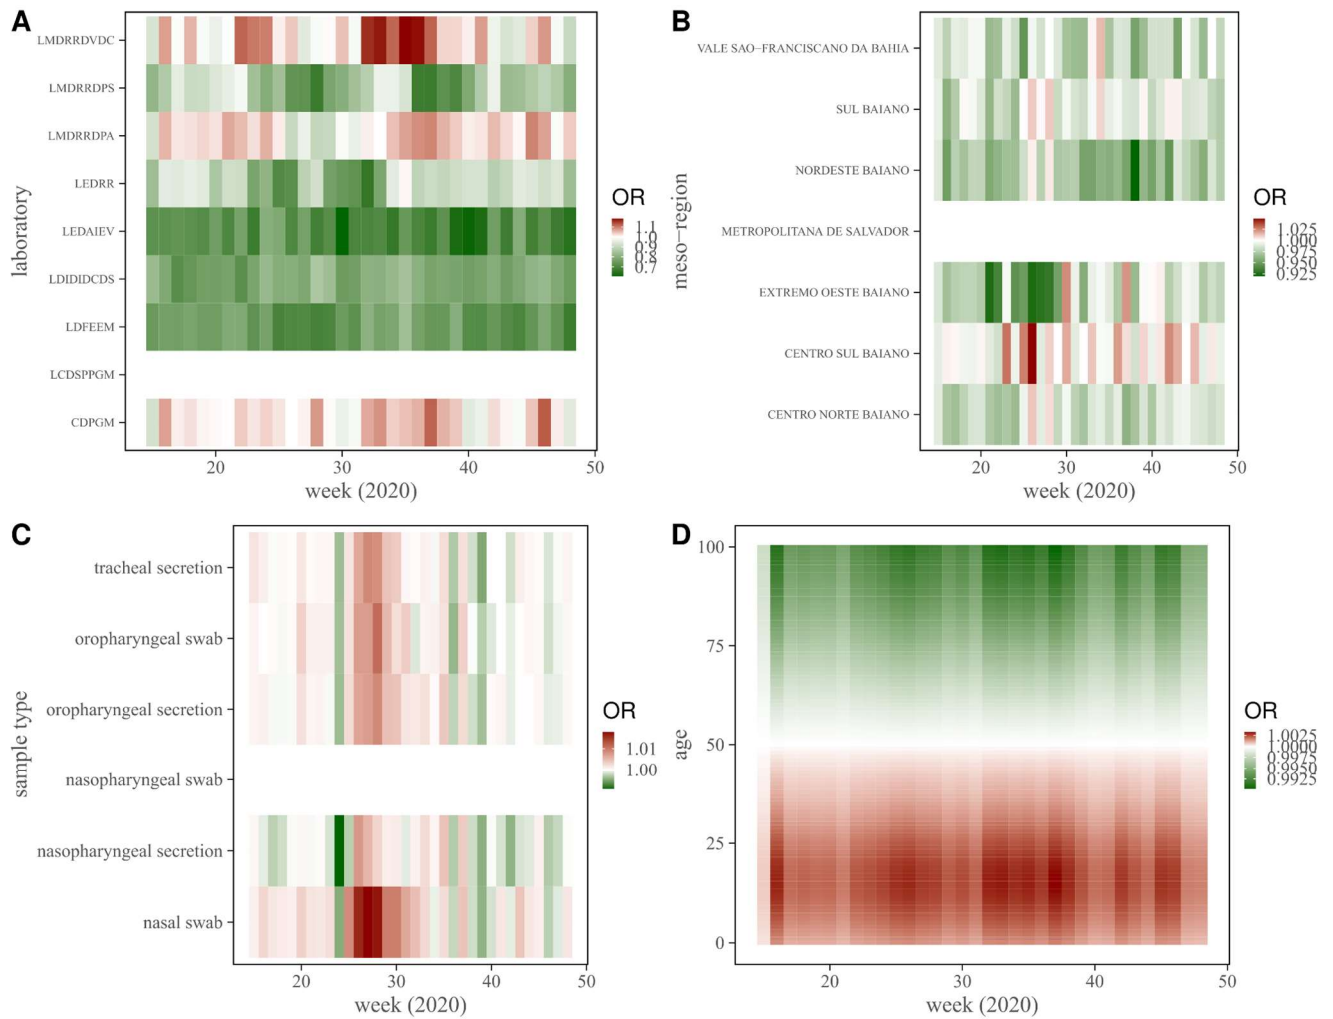 A
LMDRRDVDC
LMDRRDPS
LMDRRDPA
LEDRR
LEDAIEV
LDIDIDCDS
LDFEEM
LCDSPPGM
CDPGM
laboratory
20
30
40
50
week (2020)
OR
1.1
1.0
0.9
0.8
0.7
B
VALE SAO−FRANCISCANO DA BAHIA
SUL BAIANO
NORDESTE BAIANO
METROPOLITANA DE SALVADOR
EXTREMO OESTE BAIANO
CENTRO SUL BAIANO
CENTRO NORTE BAIANO
meso−region
20
30
40
50
week (2020)
OR
1.025
1.000
0.975
0.950
0.925
C
tracheal secretion
oropharyngeal swab
oropharyngeal secretion
nasopharyngeal swab
nasopharyngeal secretion
nasal swab
sample type
20
30
40
50
week (2020)
OR
1.01
1.00
D
100
75
50
25
0
age
20
30
40
50
week (2020)
OR
1.0025
1.0000
0.9975
0.9950
0.9925